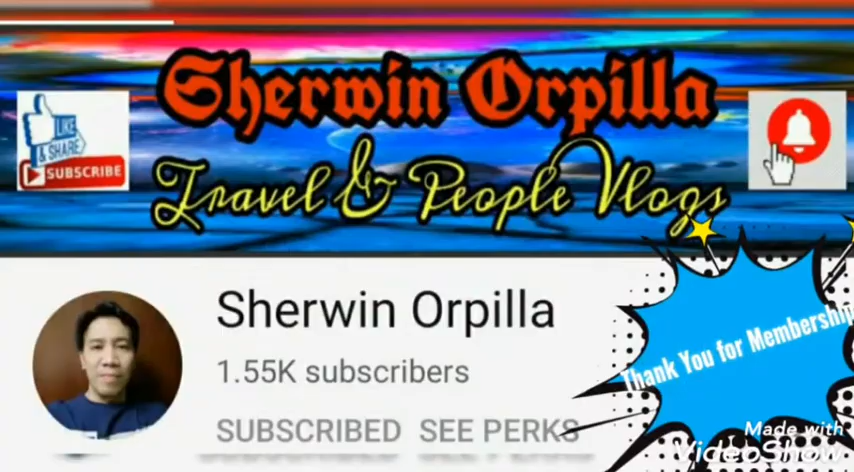 Sherwin Orpilla
LIKE
& SHARE
SUBSCRIBE
Travel & People Vlogs
Sherwin Orpilla
1.55K subscribers
SUBSCRIBED SEE PERKS
Thank You for Membership
Made with
VideoShow